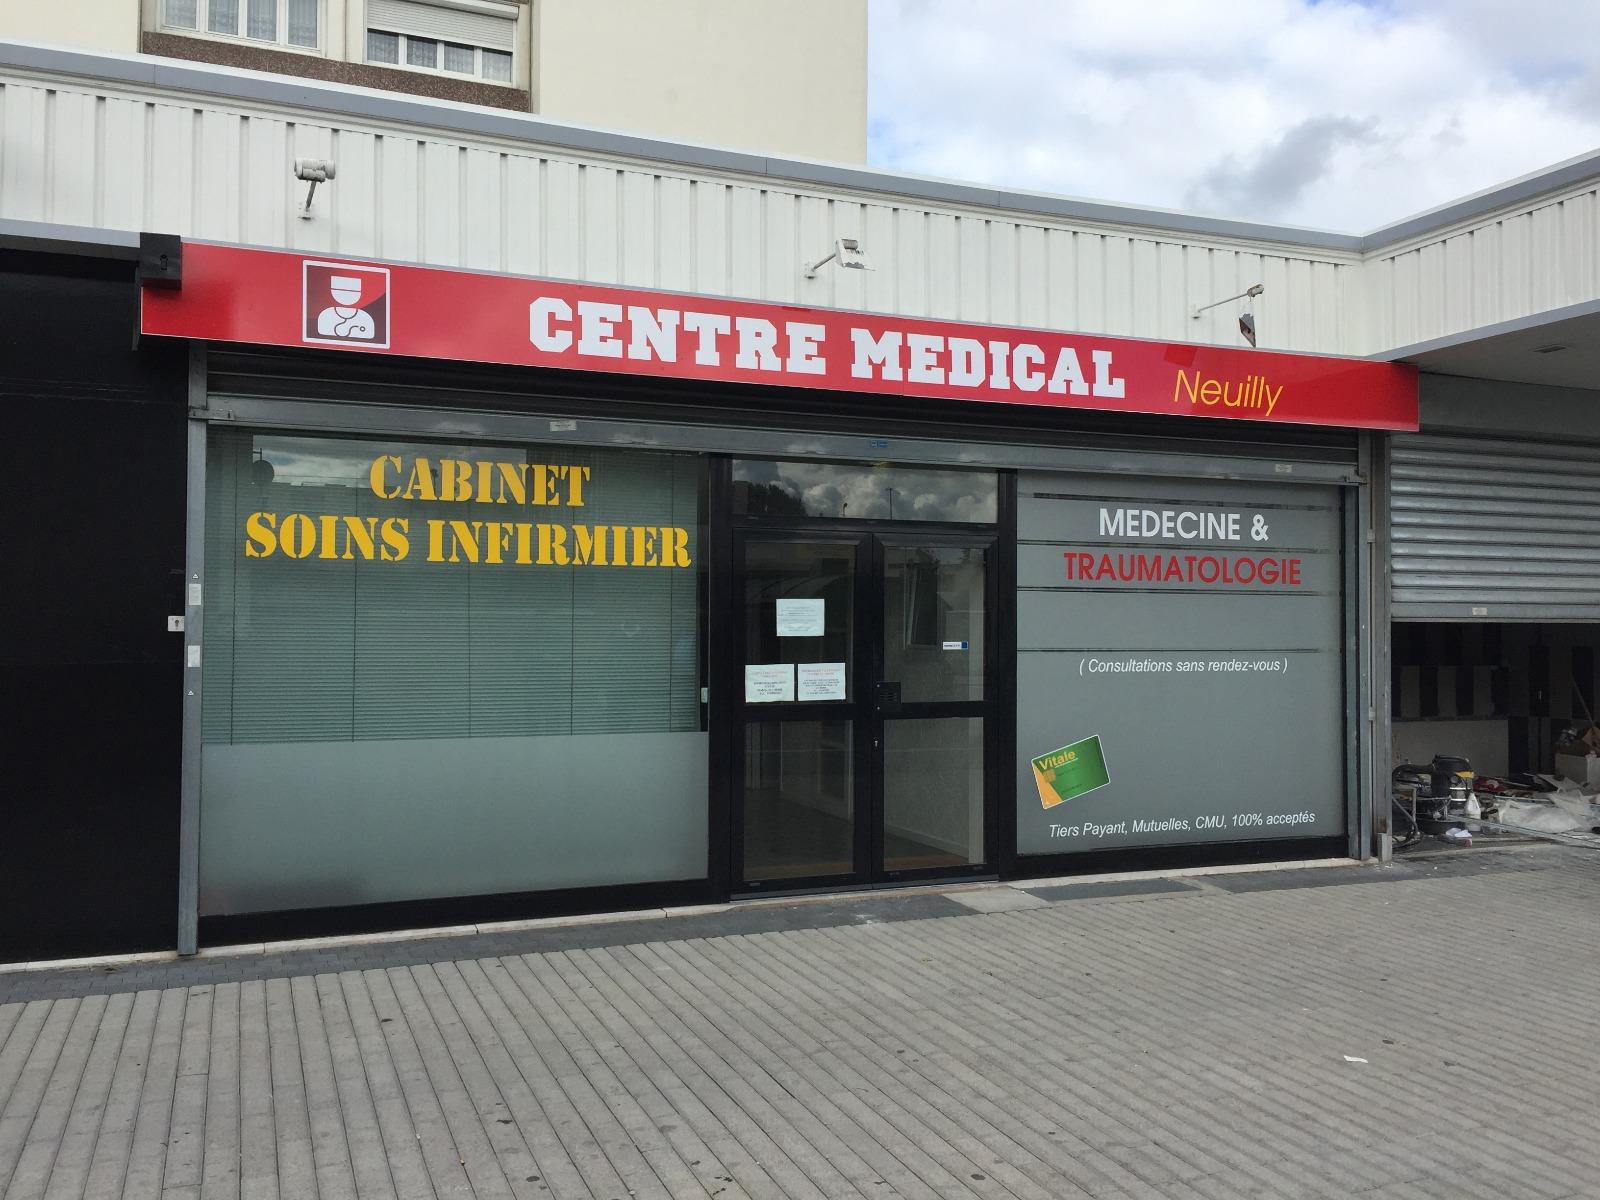 CENTRE MEDICAL Neuilly
CABINET
SOINS INFIRMIER
MEDECINE &
TRAUMATOLOGIE
( Consultations sans rendez-vous )
Vitale
Tiers Payant, Mutuelles, CMU, 100% acceptés